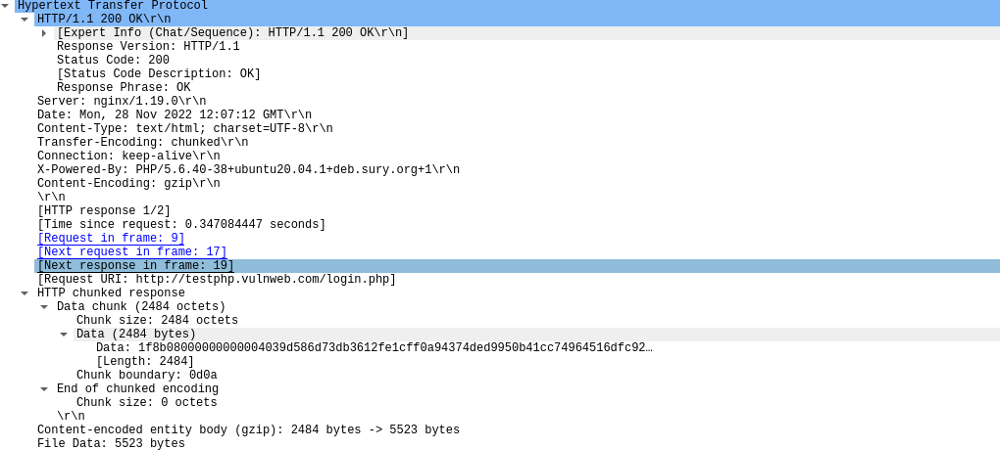 Hypertext Transfer Protocol
HTTP/1.1 200 OK\r\n
[Expert Info (Chat/Sequence): HTTP/1.1 200 OK\r\n]
Response Version: HTTP/1.1
Status Code: 200
[Status Code Description: OK]
Response Phrase: OK
Server: nginx/1.19.0\r\n
Date: Mon, 28 Nov 2022 12:07:12 GMT\r\n
Content-Type: text/html; charset=UTF-8\r\n
Transfer-Encoding: chunked\r\n
Connection: keep-alive\r\n
X-Powered-By: PHP/5.6.40-38+ubuntu20.04.1+deb.sury.org+1\r\n
Content-Encoding: gzip\r\n
\r\n
[HTTP response 1/2]
[Time since request: 0.347084447 seconds]
[Request in frame: 9]
[Next request in frame: 17]
[Next response in frame: 19]
[Request URI: http://testphp.vulnweb.com/login.php]
HTTP chunked response
Data chunk (2484 octets)
Chunk size: 2484 octets
Data (2484 bytes)
Data: 1f8b08000000000004039d586d73db3612fe1cff0a94374ded9950b41cc74964516dfc92…
[Length: 2484]
Chunk boundary: 0d0a
End of chunked encoding
Chunk size: 0 octets
\r\n
Content-encoded entity body (gzip): 2484 bytes -> 5523 bytes
File Data: 5523 bytes